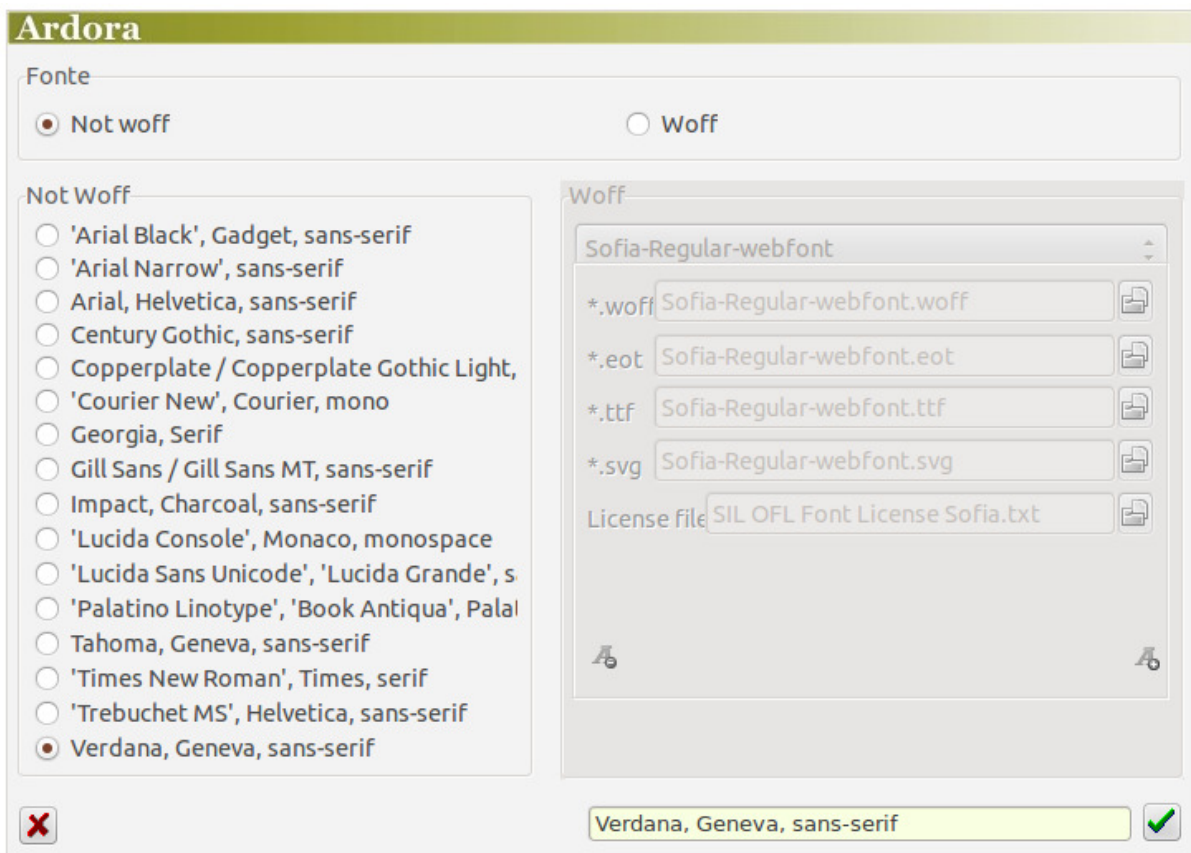 Ardora
Fonte
Not woff
Woff
Not Woff
'Arial Black', Gadget, sans-serif
'Arial Narrow', sans-serif
Arial, Helvetica, sans-serif
Century Gothic, sans-serif
Copperplate / Copperplate Gothic Light,
'Courier New', Courier, mono
Georgia, Serif
Gill Sans / Gill Sans MT, sans-serif
Impact, Charcoal, sans-serif
'Lucida Console', Monaco, monospace
'Lucida Sans Unicode', 'Lucida Grande', s
'Palatino Linotype', 'Book Antiqua', Palat
Tahoma, Geneva, sans-serif
'Times New Roman', Times, serif
'Trebuchet MS', Helvetica, sans-serif
Verdana, Geneva, sans-serif
Woff
Sofia-Regular-webfont
*.woff Sofia-Regular-webfont.woff
*.eot Sofia-Regular-webfont.eot
*.ttf Sofia-Regular-webfont.ttf
*.svg Sofia-Regular-webfont.svg
License file SIL OFL Font License Sofia.txt
Verdana, Geneva, sans-serif